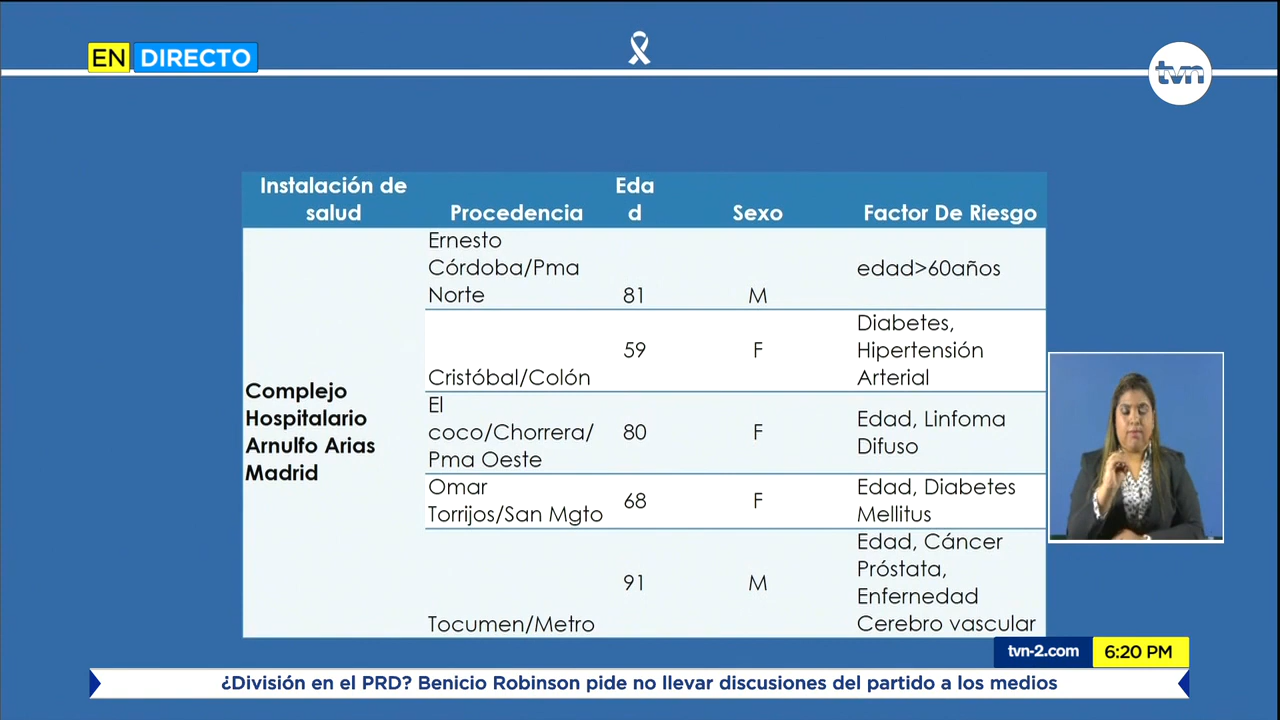 EN DIRECTO
tvn
Instalación de
salud
Procedencia
Eda
d
Sexo
Factor De Riesgo
Complejo
Hospitalario
Arnulfo Arias
Madrid
Ernesto
Córdoba/Pma
Norte
81
M
edad>60años
Cristóbal/Colón
59
F
Diabetes,
Hipertensión
Arterial
El
coco/Chorrera/
Pma Oeste
80
F
Edad, Linfoma
Difuso
Omar
Torrijos/San Mgto
68
F
Edad, Diabetes
Mellitus
Tocumen/Metro
91
M
Edad, Cáncer
Próstata,
Enfernedad
Cerebro vascular
tvn-2.com
6:20 PM
¿División en el PRD? Benicio Robinson pide no llevar discusiones del partido a los medios